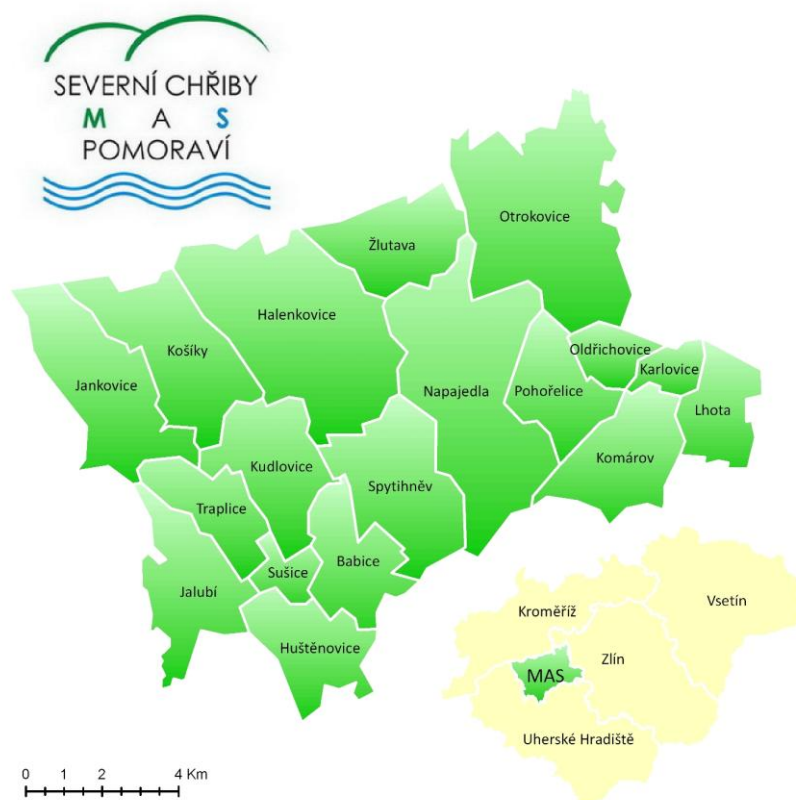 SEVERNÍ CHŘIBY
M A S
POMORAVÍ
Otrokovice
Žlutava
Halenkovice
Košíky
Jankovice
Napajedla
Oldřichovice
Karlovice
Pohořelice
Lhota
Komárov
Kudlovice
Spytihněv
Traplice
Babice
Sušice
Jalubí
Huštěnovice
Vsetín
Kroměříž
Zlín
MAS
Uherské Hradiště
0 1 2 4 Km